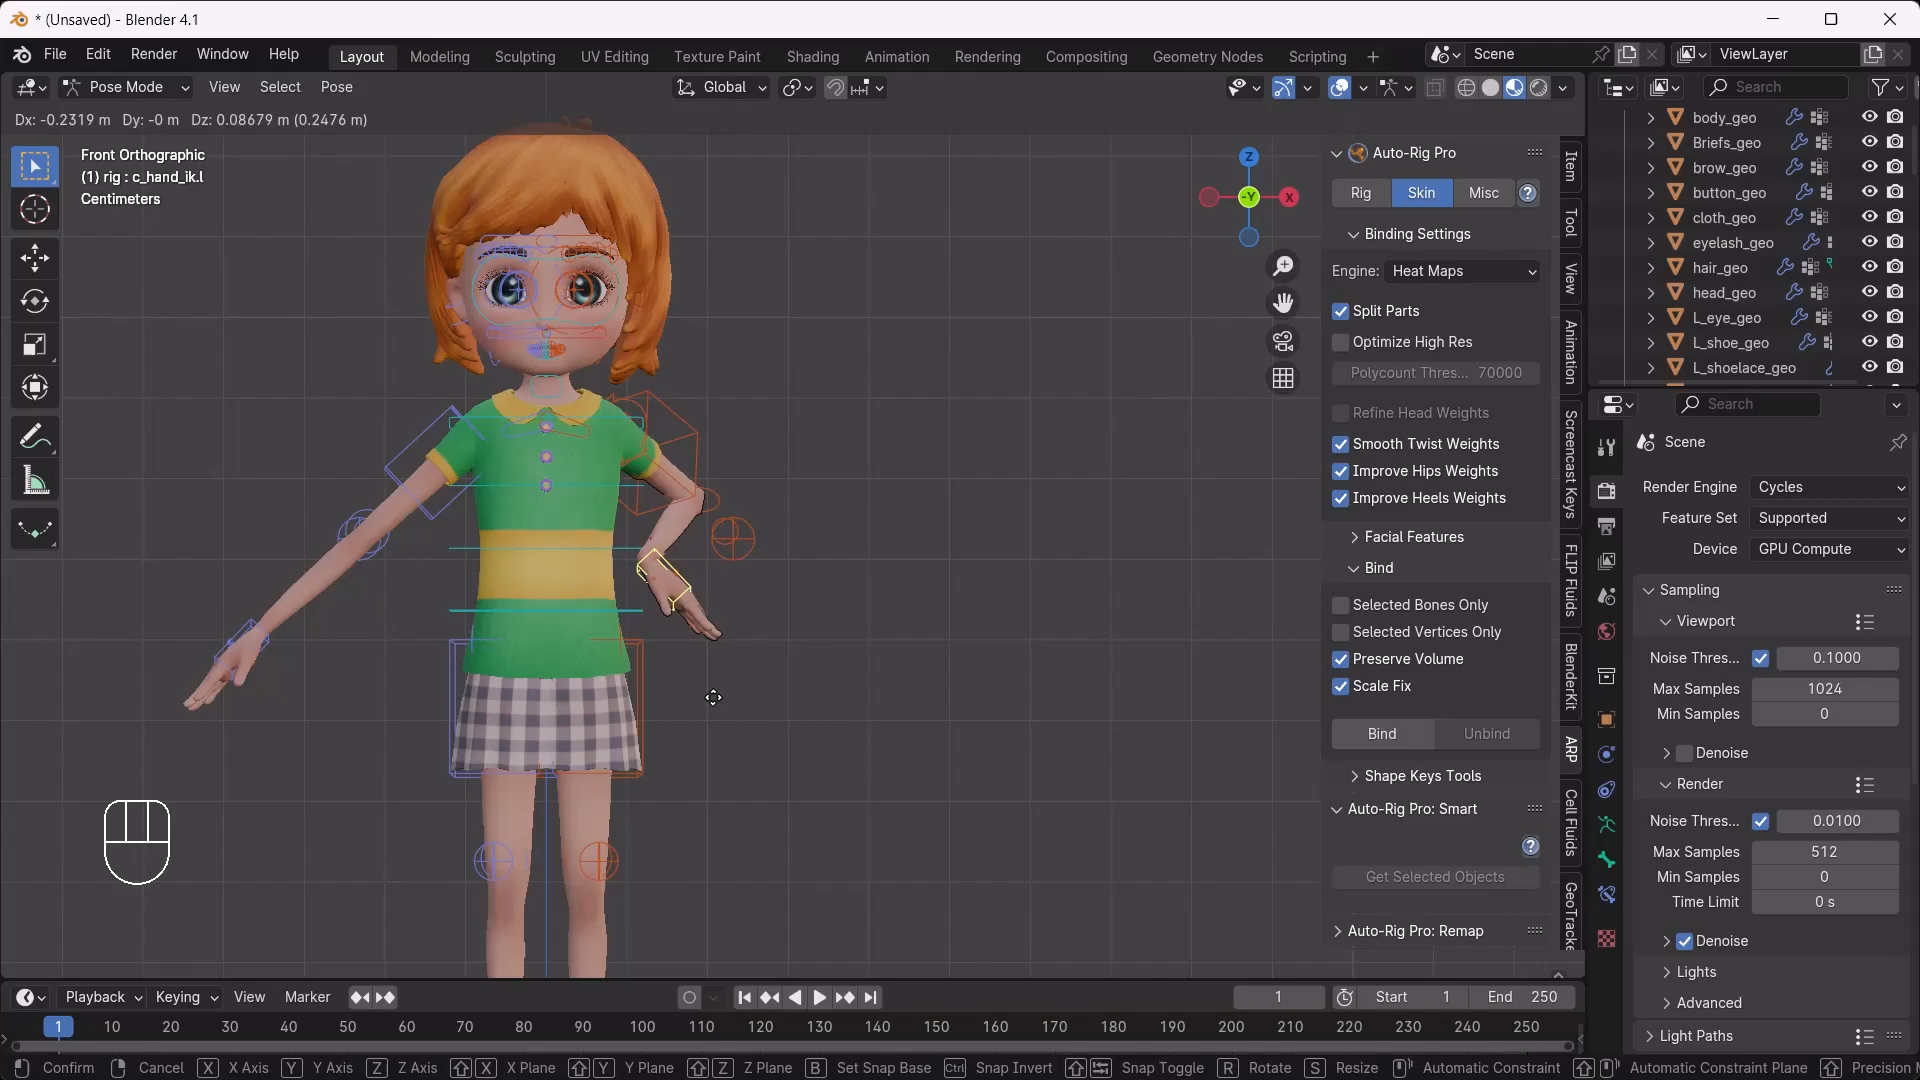 * (Unsaved) - Blender 4.1
File Edit Render Window Help
Layout Modeling Sculpting UV Editing Texture Paint Shading Animation Rendering Compositing Geometry Nodes Scripting +
Scene
ViewLayer
Pose Mode View Select Pose
Global
Search
Dx: -0.2319 m Dy: -0 m Dz: 0.08679 m (0.2476 m)
Front Orthographic
(1) rig : c_hand_ik.l
Centimeters
Z
-Y
X
Auto-Rig Pro
Rig Skin Misc ?
Binding Settings
Engine: Heat Maps
Split Parts
Optimize High Res
Polycount Thres... 70000
Refine Head Weights
Smooth Twist Weights
Improve Hips Weights
Improve Heels Weights
Facial Features
Bind
Selected Bones Only
Selected Vertices Only
Preserve Volume
Scale Fix
Bind Unbind
Shape Keys Tools
Auto-Rig Pro: Smart
?
Get Selected Objects
Auto-Rig Pro: Remap
Item
Tool
View
Animation
Screencast Keys
FLIP Fluids
BlenderKit
ARP
Cell Fluids
GeoTracke
body_geo
Briefs_geo
brow_geo
button_geo
cloth_geo
eyelash_geo
hair_geo
head_geo
L_eye_geo
L_shoe_geo
L_shoelace_geo
Search
Scene
Render Engine Cycles
Feature Set Supported
Device GPU Compute
Sampling
Viewport
Noise Thres... 0.1000
Max Samples 1024
Min Samples 0
Denoise
Render
Noise Thres... 0.0100
Max Samples 512
Min Samples 0
Time Limit 0 s
Denoise
Lights
Advanced
Light Paths
Playback Keying View Marker
1 Start 1 End 250
1 10 20 30 40 50 60 70 80 90 100 110 120 130 140 150 160 170 180 190 200 210 220 230 240 250
Confirm Cancel X X Axis Y Y Axis Z Z Axis X X Plane Y Y Plane Z Z Plane B Set Snap Base Ctrl Snap Invert Snap Toggle R Rotate S Resize Automatic Constraint Automatic Constraint Plane Precision M